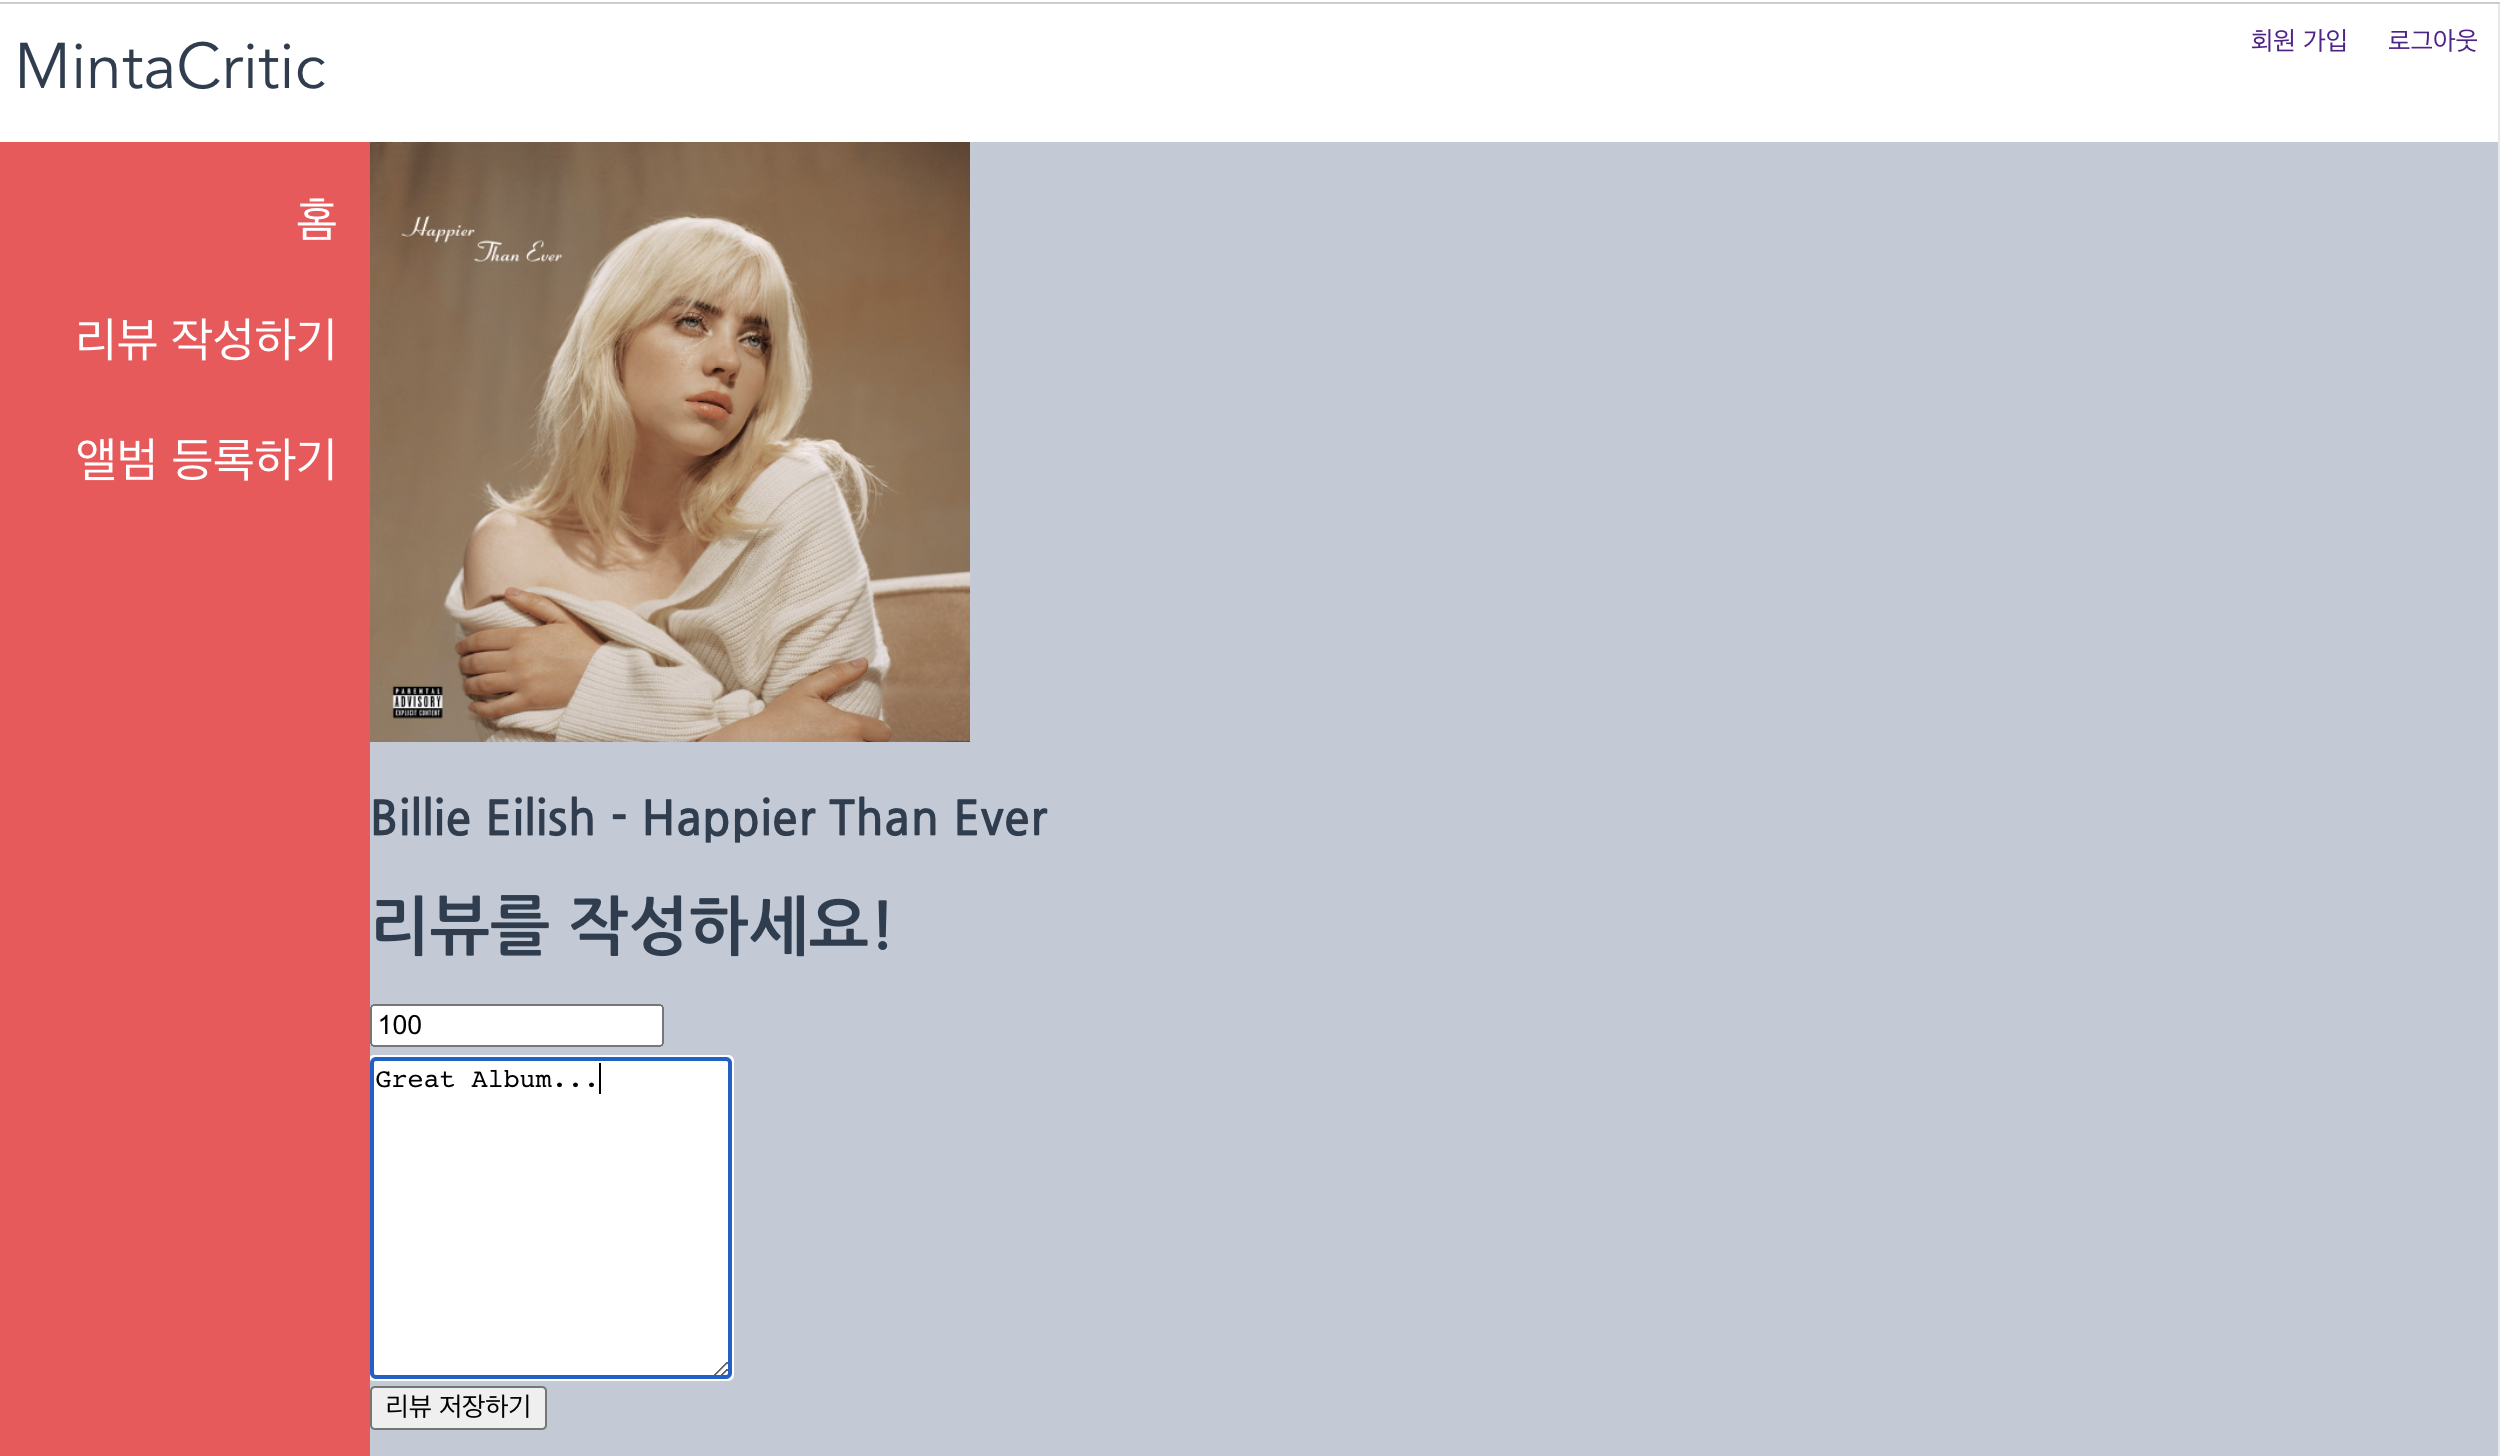 MintaCritic
회원 가입
로그아웃
홈
리뷰 작성하기
앨범 등록하기
Happier
Than Ever
PARENTAL
ADVISORY
EXPLICIT CONTENT
Billie Eilish - Happier Than Ever
리뷰를 작성하세요!
100
Great Album...
리뷰 저장하기